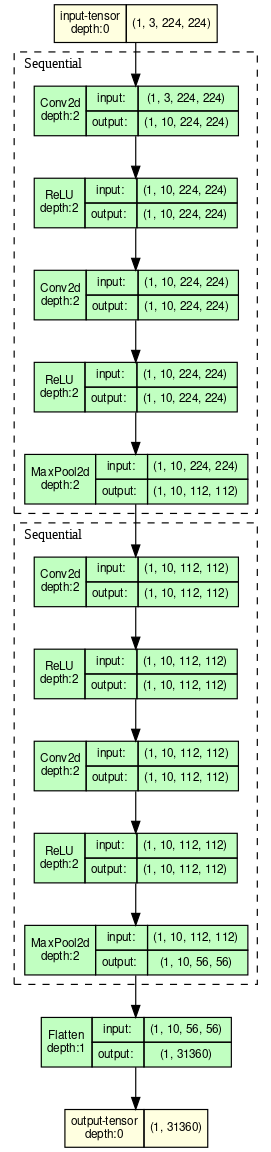 input-tensor
depth:0
(1, 3, 224, 224)
Sequential
Conv2d
depth:2
input:
(1, 3, 224, 224)
output:
(1, 10, 224, 224)
ReLU
depth:2
input:
(1, 10, 224, 224)
output:
(1, 10, 224, 224)
Conv2d
depth:2
input:
(1, 10, 224, 224)
output:
(1, 10, 224, 224)
ReLU
depth:2
input:
(1, 10, 224, 224)
output:
(1, 10, 224, 224)
MaxPool2d
depth:2
input:
(1, 10, 224, 224)
output:
(1, 10, 112, 112)
Sequential
Conv2d
depth:2
input:
(1, 10, 112, 112)
output:
(1, 10, 112, 112)
ReLU
depth:2
input:
(1, 10, 112, 112)
output:
(1, 10, 112, 112)
Conv2d
depth:2
input:
(1, 10, 112, 112)
output:
(1, 10, 112, 112)
ReLU
depth:2
input:
(1, 10, 112, 112)
output:
(1, 10, 112, 112)
MaxPool2d
depth:2
input:
(1, 10, 112, 112)
output:
(1, 10, 56, 56)
Flatten
depth:1
input:
(1, 10, 56, 56)
output:
(1, 31360)
output-tensor
depth:0
(1, 31360)